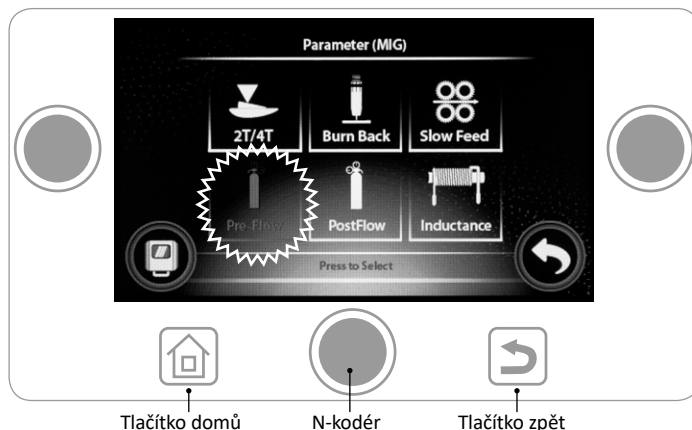 Parameter (MIG)
2T/4T Burn Back Slow Feed
Pre-Flow PostFlow Inductance
Press to Select
Tlačítko domů N-kodér Tlačítko zpět